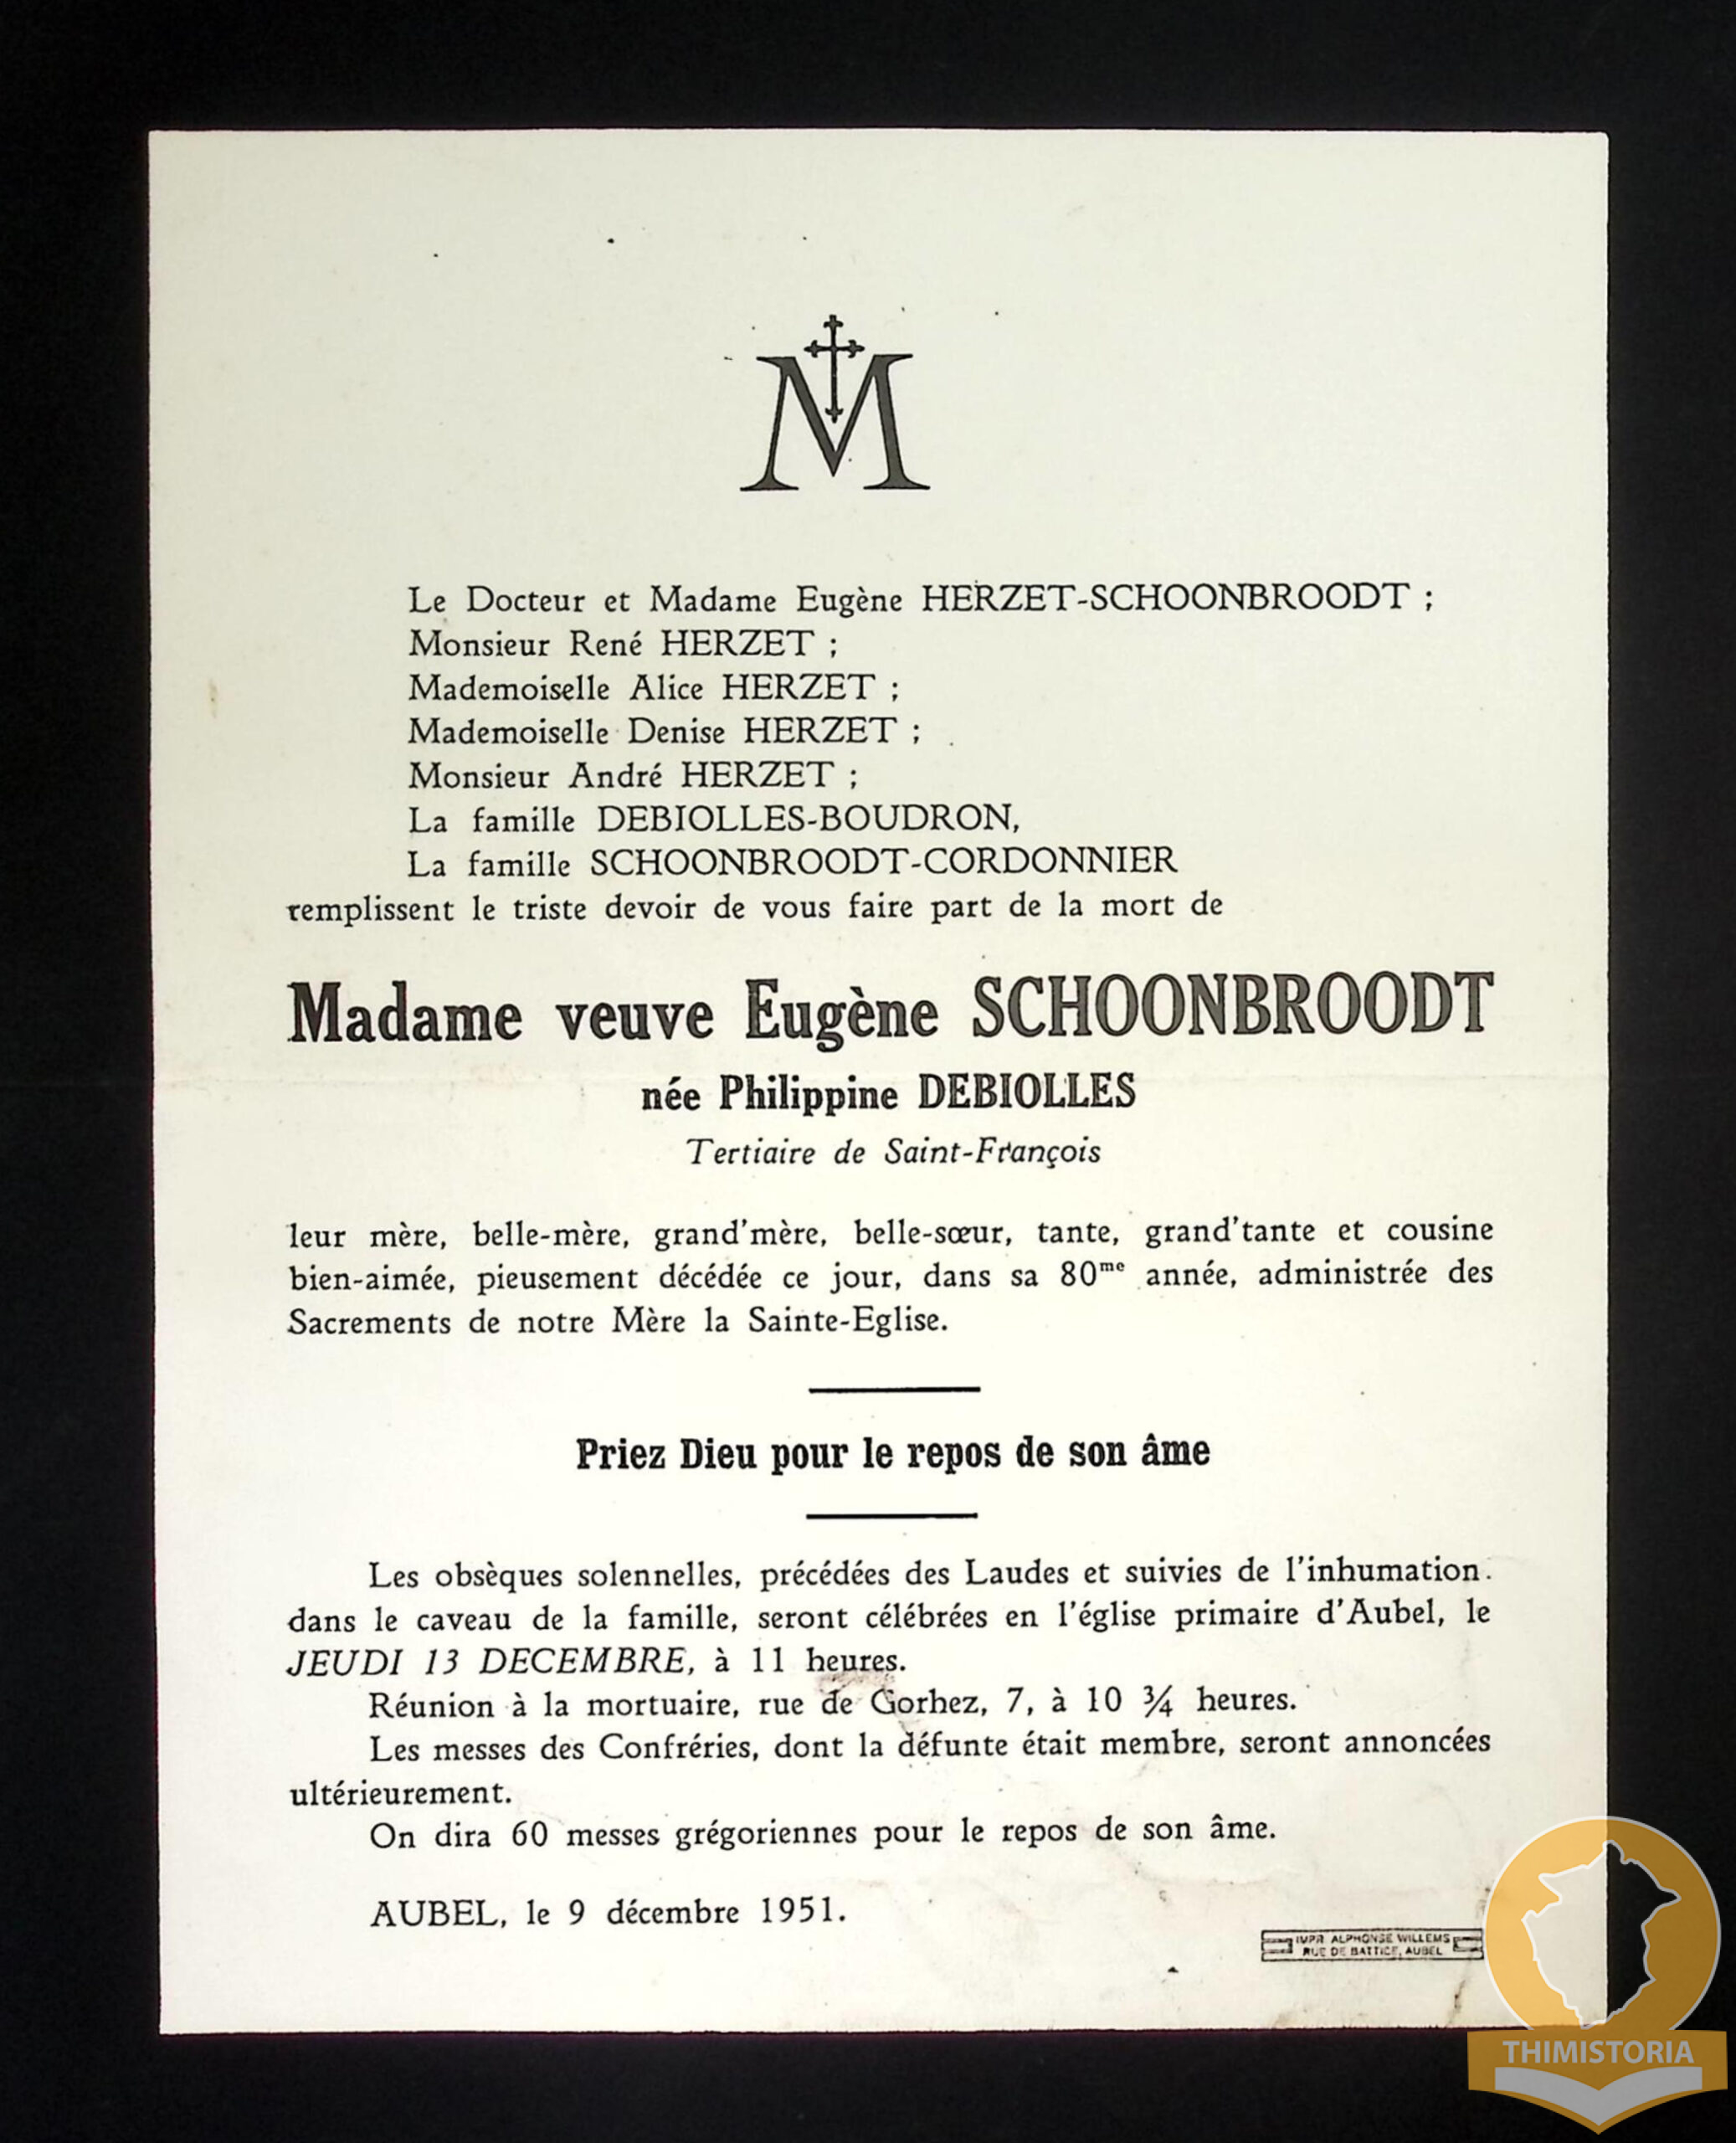 M
Le Docteur et Madame Eugène HERZET-SCHOONBROODT ;
Monsieur René HERZET ;
Mademoiselle Alice HERZET ;
Mademoiselle Denise HERZET ;
Monsieur André HERZET ;
La famille DEBIOLLES-BOUDRON,
La famille SCHOONBROODT-CORDONNIER
remplissent le triste devoir de vous faire part de la mort de
Madame veuve Eugène SCHOONBROODT
née Philippine DEBIOLLES
Tertiaire de Saint-François
leur mère, belle-mère, grand'mère, belle-sœur, tante, grand'tante et cousine
bien-aimée, pieusement décédée ce jour, dans sa 80me année, administrée des
Sacrements de notre Mère la Sainte-Eglise.
Priez Dieu pour le repos de son âme
Les obsèques solennelles, précédées des Laudes et suivies de l'inhumation
dans le caveau de la famille, seront célébrées en l'église primaire d'Aubel, le
JEUDI 13 DECEMBRE, à 11 heures.
Réunion à la mortuaire, rue de Gorhez, 7, à 10 ¾ heures.
Les messes des Confréries, dont la défunte était membre, seront annoncées
ultérieurement.
On dira 60 messes grégoriennes pour le repos de son âme.
AUBEL, le 9 décembre 1951.
IMPR ALPHONSE WILLEMS
RUE DE BATTICE, AUBEL
THIMISTORIA